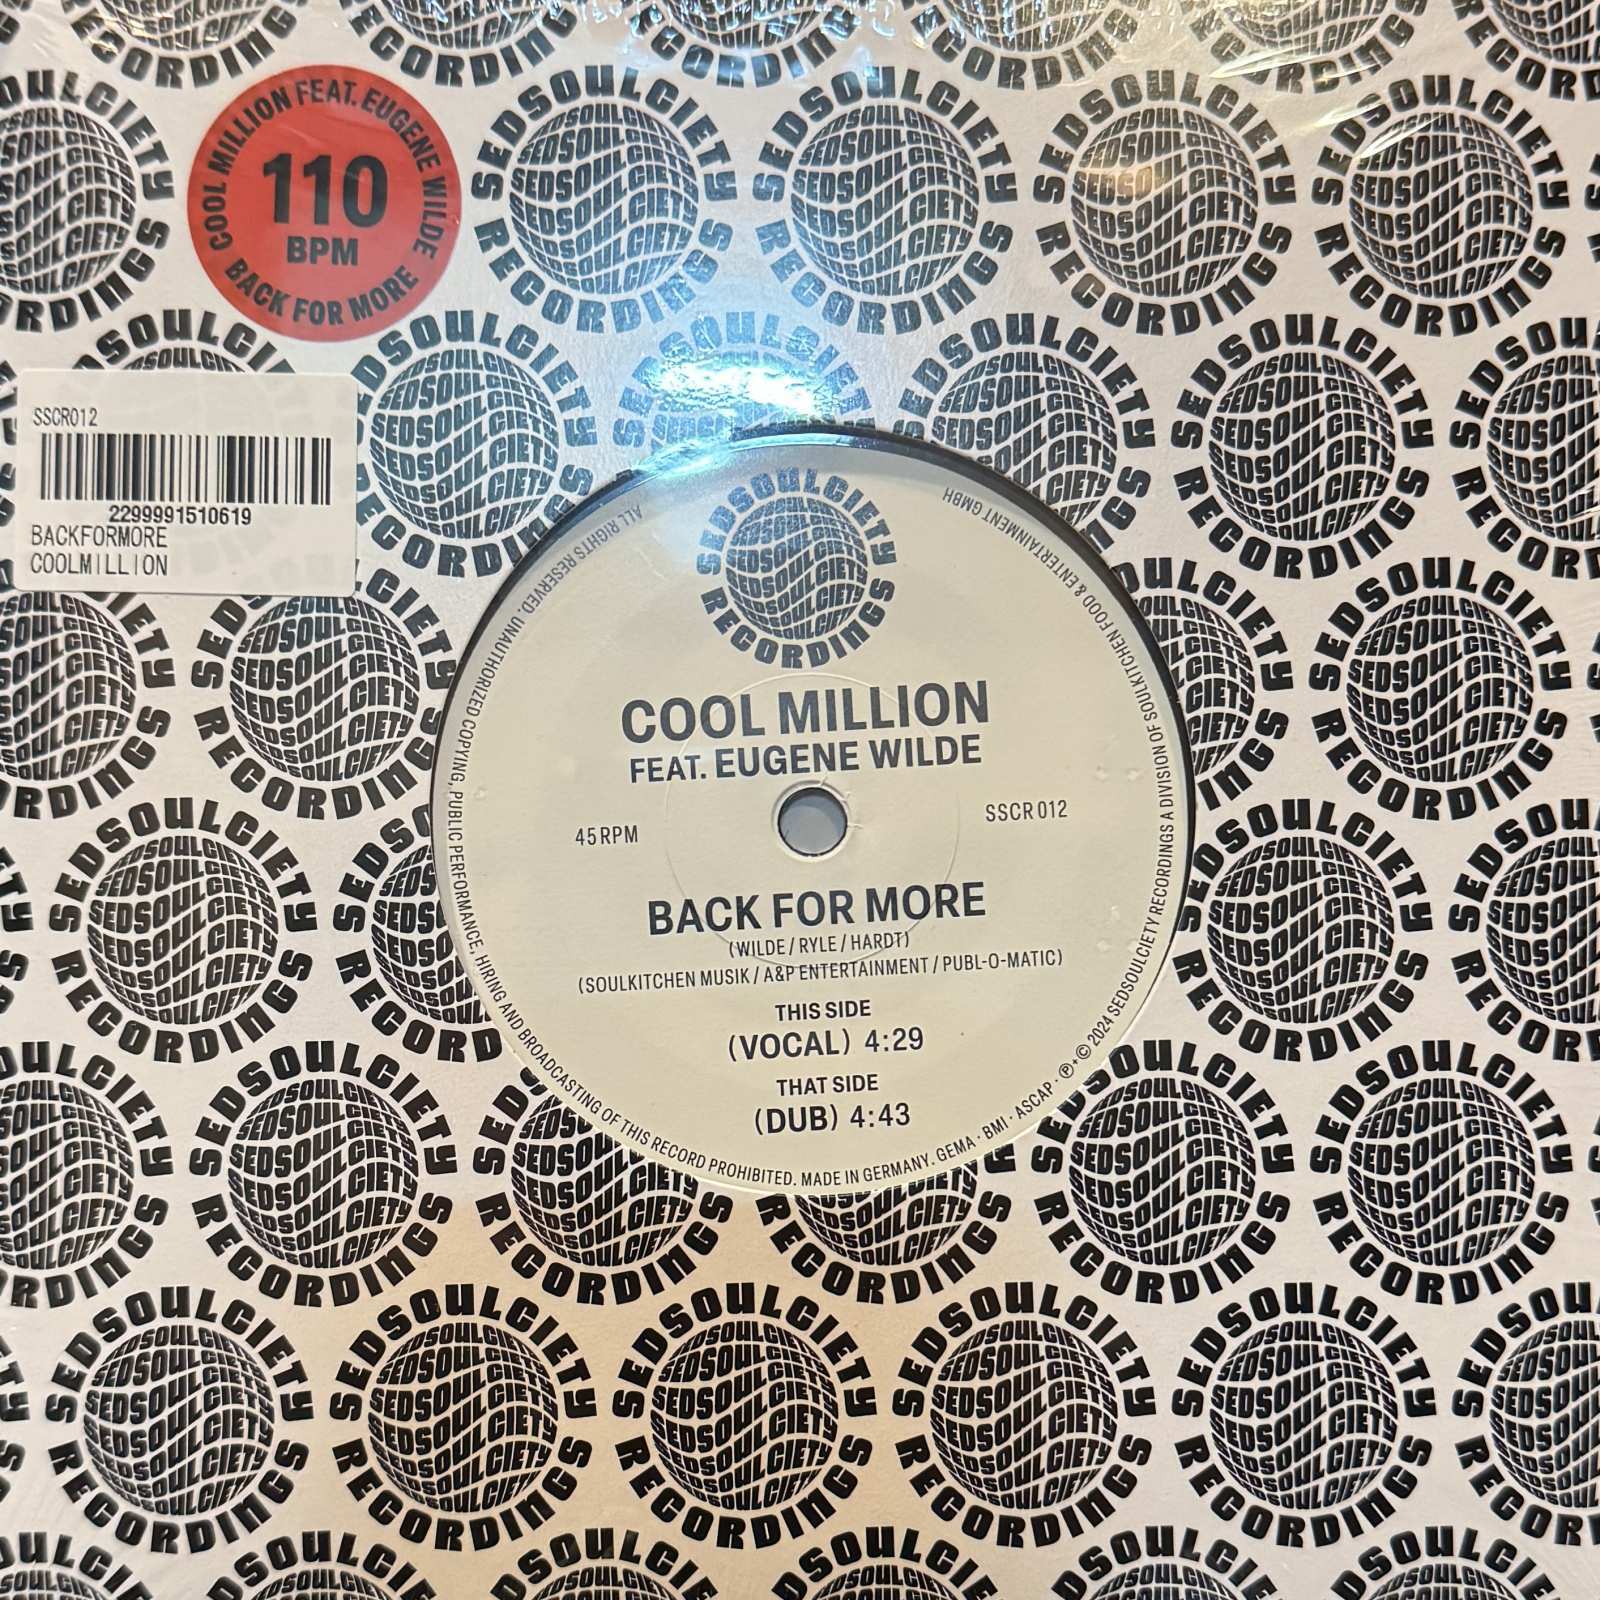 COOL MILLION FEAT. EUGENE WILDE
110
BPM
BACK FOR MORE
SSCR012
2299991510619
BACKFORMORE
COOLMILLION
SEDSOULCIETY
RECORDINGS
COOL MILLION
FEAT. EUGENE WILDE
45 RPM
SSCR 012
BACK FOR MORE
(WILDE / RYLE / HARDT)
(SOULKITCHEN MUSIK / A&P ENTERTAINMENT / PUBL-O-MATIC)
THIS SIDE
(VOCAL) 4:29
THAT SIDE
(DUB) 4:43
ALL RIGHTS RESERVED. UNAUTHORIZED COPYING, PUBLIC PERFORMANCE, HIRING AND BROADCASTING OF THIS RECORD PROHIBITED. MADE IN GERMANY. GEMA · BMI · ASCAP · ℗+© 2024 SEDSOULCIETY RECORDINGS A DIVISION OF SOULKITCHEN FOOD & ENTERTAINMENT GMBH